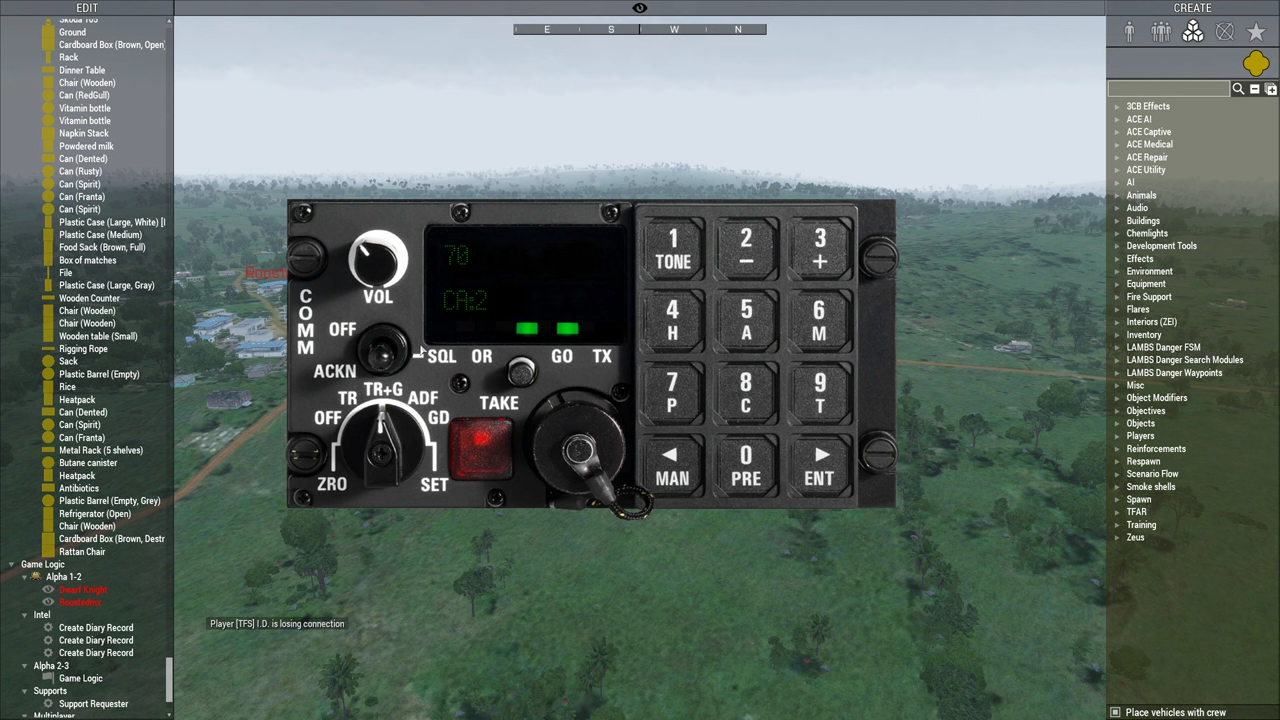 EDIT
Skoda 105
Ground
Cardboard Box (Brown, Open
Rack
Dinner Table
Chair (Wooden)
Can (RedGull)
Vitamin bottle
Vitamin bottle
Napkin Stack
Powdered milk
Can (Dented)
Can (Rusty)
Can (Spirit)
Can (Franta)
Can (Spirit)
Plastic Case (Large, White) [I
Plastic Case (Medium)
Food Sack (Brown, Full)
Box of matches
File
Plastic Case (Large, Gray)
Wooden Counter
Chair (Wooden)
Chair (Wooden)
Wooden table (Small)
Rigging Rope
Sack
Plastic Barrel (Empty)
Rice
Heatpack
Can (Dented)
Can (Spirit)
Can (Franta)
Metal Rack (5 shelves)
Butane canister
Heatpack
Antibiotics
Plastic Barrel (Empty, Grey)
Refrigerator (Open)
Chair (Wooden)
Cardboard Box (Brown, Destr
Rattan Chair
Game Logic
Alpha 1-2
Dwarf Knight
Intel
Create Diary Record
Create Diary Record
Create Diary Record
Alpha 2-3
Game Logic
Supports
Support Requester
Multiplayer
E S W N
70
CA:2
COMM
VOL
OFF
ACKN
SQL OR GO TX
TR TR+G ADF
OFF GD
TAKE
ZRO SET
1 TONE
2 −
3 +
4 H
5 A
6 M
7 P
8 C
9 T
◄ MAN
0 PRE
► ENT
Player [TFS] I.D. is losing connection
CREATE
3CB Effects
ACE AI
ACE Captive
ACE Medical
ACE Repair
ACE Utility
AI
Animals
Audio
Buildings
Chemlights
Development Tools
Effects
Environment
Equipment
Fire Support
Flares
Interiors (ZEI)
Inventory
LAMBS Danger FSM
LAMBS Danger Search Modules
LAMBS Danger Waypoints
Misc
Object Modifiers
Objectives
Objects
Players
Reinforcements
Respawn
Scenario Flow
Smoke shells
Spawn
TFAR
Training
Zeus
Place vehicles with crew